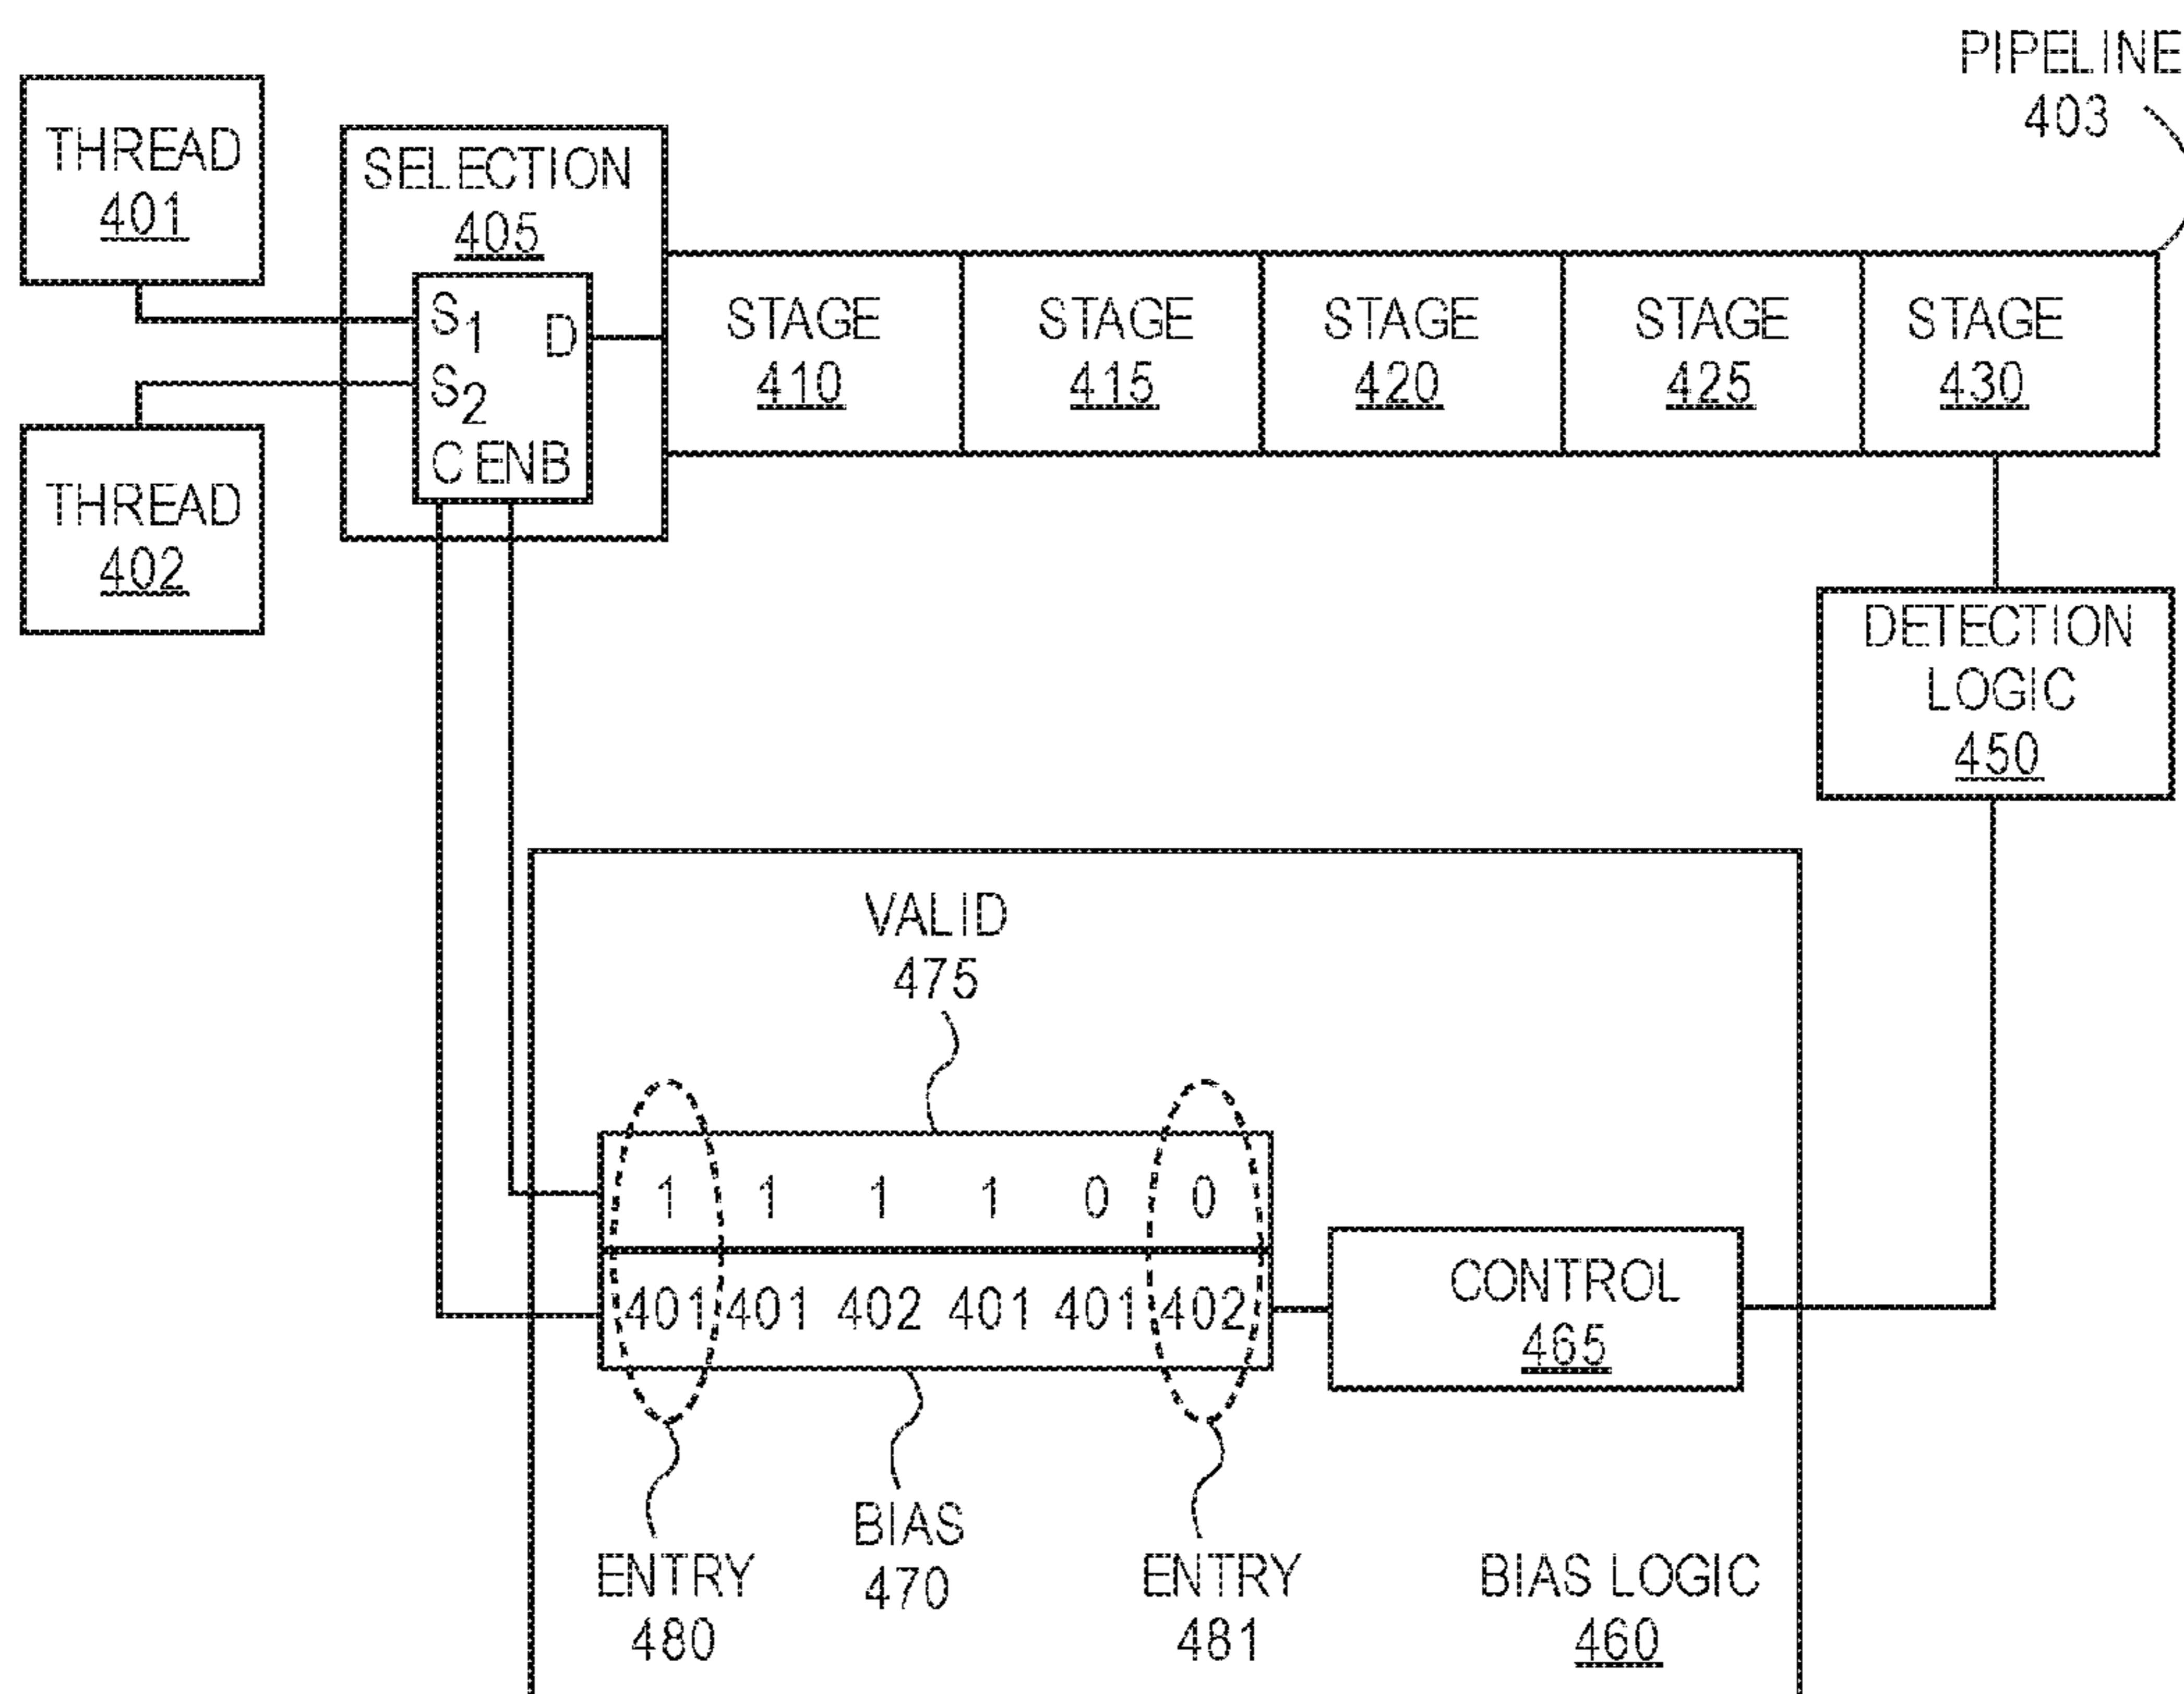 PIPELINE
403
THREAD
401
SELECTION
405
S1
D
S2
C ENB
THREAD
402
STAGE
410
STAGE
415
STAGE
420
STAGE
425
STAGE
430
DETECTION
LOGIC
450
VALID
475
1 1 1 1 0 0
401 401 402 401 401 402
CONTROL
465
ENTRY
480
BIAS
470
ENTRY
481
BIAS LOGIC
460